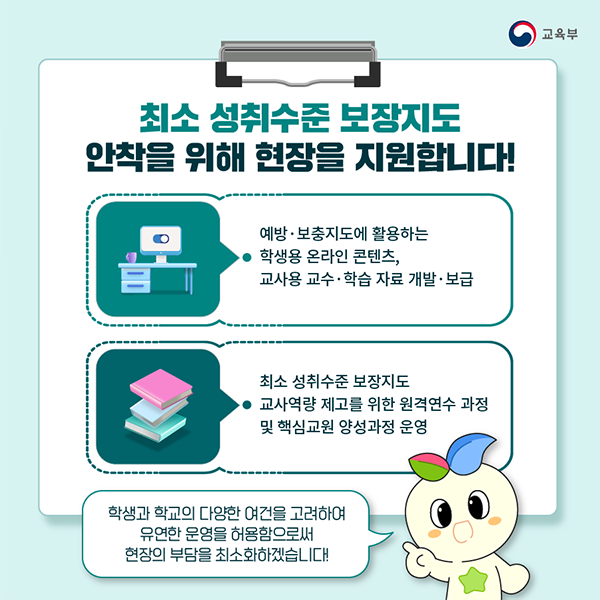 교육부
최소 성취수준 보장지도
안착을 위해 현장을 지원합니다!
예방·보충지도에 활용하는
학생용 온라인 콘텐츠,
교사용 교수·학습 자료 개발·보급
최소 성취수준 보장지도
교사역량 제고를 위한 원격연수 과정
및 핵심교원 양성과정 운영
학생과 학교의 다양한 여건을 고려하여
유연한 운영을 허용함으로써
현장의 부담을 최소화하겠습니다!